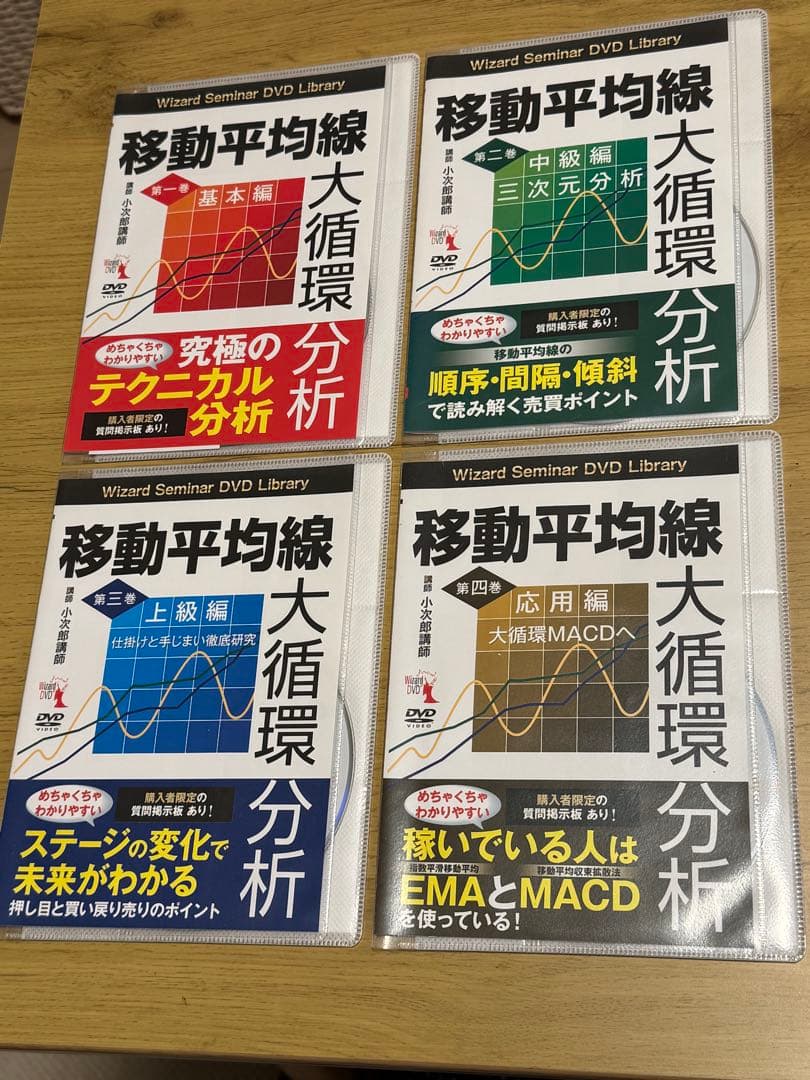 Wizard Seminar DVD Library
移動平均線
大循環分析
第一巻
基本編
講師 小次郎講師
Wizard
DVD
DVD
VIDEO
めちゃくちゃ
わかりやすい
究極の
テクニカル
分析
購入者限定の
質問掲示板 あり!
Wizard Seminar DVD Library
移動平均線
大循環分析
第二巻
中級編
三次元分析
講師 小次郎講師
Wizard
DVD
DVD
VIDEO
めちゃくちゃ
わかりやすい
購入者限定の
質問掲示板 あり!
移動平均線の
順序・間隔・傾斜
で読み解く売買ポイント
Wizard Seminar DVD Library
移動平均線
大循環分析
第三巻
上級編
仕掛けと手じまい徹底研究
講師 小次郎講師
Wizard
DVD
DVD
VIDEO
めちゃくちゃ
わかりやすい
購入者限定の
質問掲示板 あり!
ステージの変化で
未来がわかる
押し目と買い戻り売りのポイント
Wizard Seminar DVD Library
移動平均線
大循環分析
第四巻
応用編
大循環MACDへ
講師 小次郎講師
Wizard
DVD
DVD
VIDEO
めちゃくちゃ
わかりやすい
購入者限定の
質問掲示板 あり!
稼いでいる人は
指数平滑移動平均 移動平均収束拡散法
EMAとMACD
を使っている!